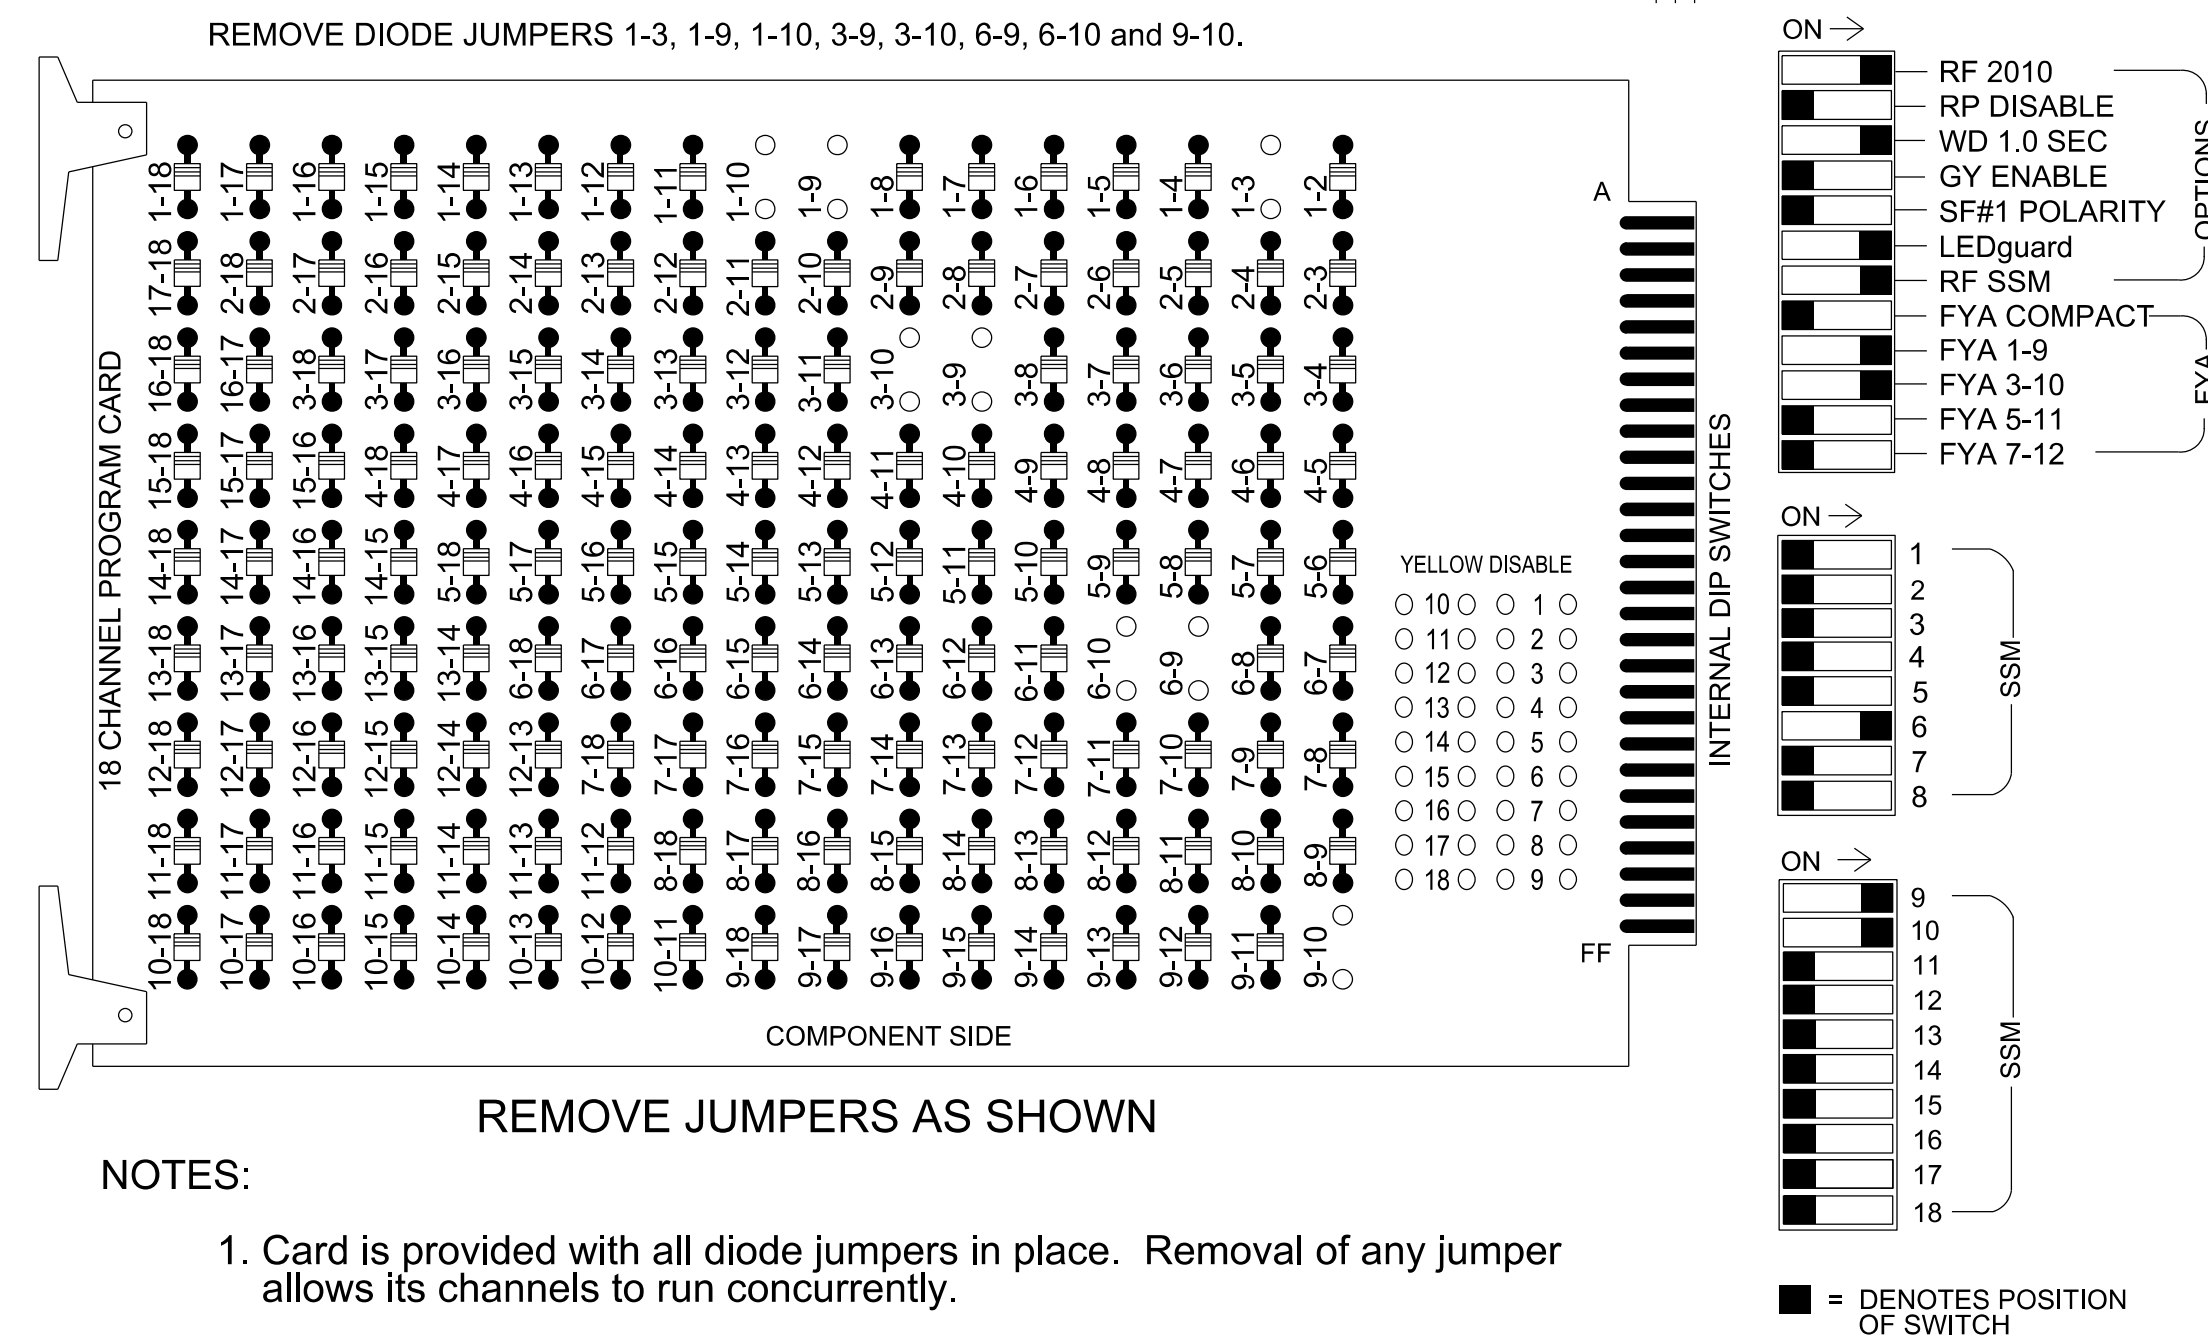 REMOVE DIODE JUMPERS 1-3, 1-9, 1-10, 3-9, 3-10, 6-9, 6-10 and 9-10.
18 CHANNEL PROGRAM CARD
1-18 1-17 1-16 1-15 1-14 1-13 1-12 1-11 1-10 1-9 1-8 1-7 1-6 1-5 1-4 1-3 1-2
17-18 2-18 2-17 2-16 2-15 2-14 2-13 2-12 2-11 2-10 2-9 2-8 2-7 2-6 2-5 2-4 2-3
16-18 16-17 3-18 3-17 3-16 3-15 3-14 3-13 3-12 3-11 3-10 3-9 3-8 3-7 3-6 3-5 3-4
15-18 15-17 15-16 4-18 4-17 4-16 4-15 4-14 4-13 4-12 4-11 4-10 4-9 4-8 4-7 4-6 4-5
14-18 14-17 14-16 14-15 5-18 5-17 5-16 5-15 5-14 5-13 5-12 5-11 5-10 5-9 5-8 5-7 5-6
13-18 13-17 13-16 13-15 13-14 6-18 6-17 6-16 6-15 6-14 6-13 6-12 6-11 6-10 6-9 6-8 6-7
12-18 12-17 12-16 12-15 12-14 12-13 7-18 7-17 7-16 7-15 7-14 7-13 7-12 7-11 7-10 7-9 7-8
11-18 11-17 11-16 11-15 11-14 11-13 11-12 8-18 8-17 8-16 8-15 8-14 8-13 8-12 8-11 8-10 8-9
10-18 10-17 10-16 10-15 10-14 10-13 10-12 10-11 9-18 9-17 9-16 9-15 9-14 9-13 9-12 9-11 9-10
YELLOW DISABLE
10 1
11 2
12 3
13 4
14 5
15 6
16 7
17 8
18 9
A
FF
COMPONENT SIDE
INTERNAL DIP SWITCHES
ON
RF 2010
RP DISABLE
WD 1.0 SEC
GY ENABLE
SF#1 POLARITY
LEDguard
RF SSM
OPTIONS
FYA COMPACT
FYA 1-9
FYA 3-10
FYA 5-11
FYA 7-12
FYA
ON
1
2
3
4
5
6
7
8
SSM
ON
9
10
11
12
13
14
15
16
17
18
SSM
= DENOTES POSITION
OF SWITCH
REMOVE JUMPERS AS SHOWN
NOTES:
1. Card is provided with all diode jumpers in place. Removal of any jumper
allows its channels to run concurrently.